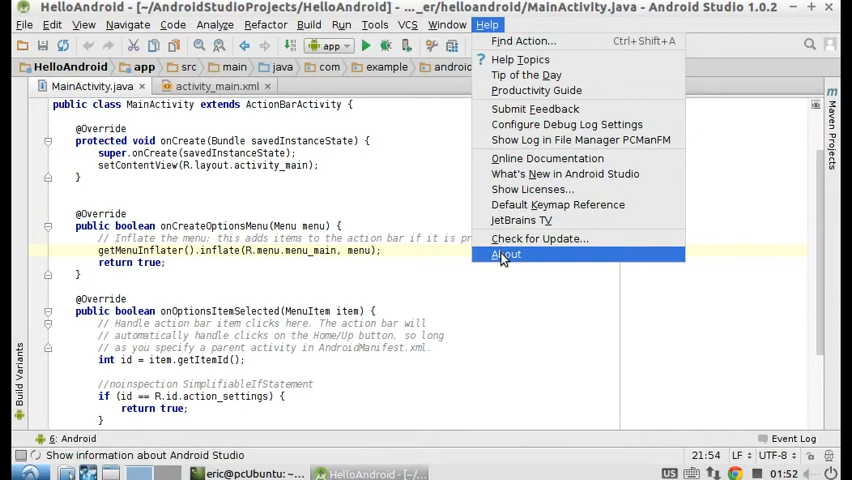 HelloAndroid - [~/AndroidStudioProjects/HelloAndroid] - ..._er/helloandroid/MainActivity.java - Android Studio 1.0.2
File Edit View Navigate Code Analyze Refactor Build Run Tools VCS Window Help
app
HelloAndroid app src main java com example android
MainActivity.java activity_main.xml
public class MainActivity extends ActionBarActivity {
@Override
protected void onCreate(Bundle savedInstanceState) {
super.onCreate(savedInstanceState);
setContentView(R.layout.activity_main);
}
@Override
public boolean onCreateOptionsMenu(Menu menu) {
// Inflate the menu; this adds items to the action bar if it is pr
getMenuInflater().inflate(R.menu.menu_main, menu);
return true;
}
@Override
public boolean onOptionsItemSelected(MenuItem item) {
// Handle action bar item clicks here. The action bar will
// automatically handle clicks on the Home/Up button, so long
// as you specify a parent activity in AndroidManifest.xml.
int id = item.getItemId();
//noinspection SimplifiableIfStatement
if (id == R.id.action_settings) {
return true;
}
Find Action... Ctrl+Shift+A
? Help Topics
Tip of the Day
Productivity Guide
Submit Feedback
Configure Debug Log Settings
Show Log in File Manager PCManFM
Online Documentation
What's New in Android Studio
Show Licenses...
Default Keymap Reference
JetBrains TV
Check for Update...
About
Maven Projects
Build Variants
6: Android Event Log
Show information about Android Studio 21:54 LF UTF-8
eric@pcUbuntu: ~... HelloAndroid - [~/... US 01:52